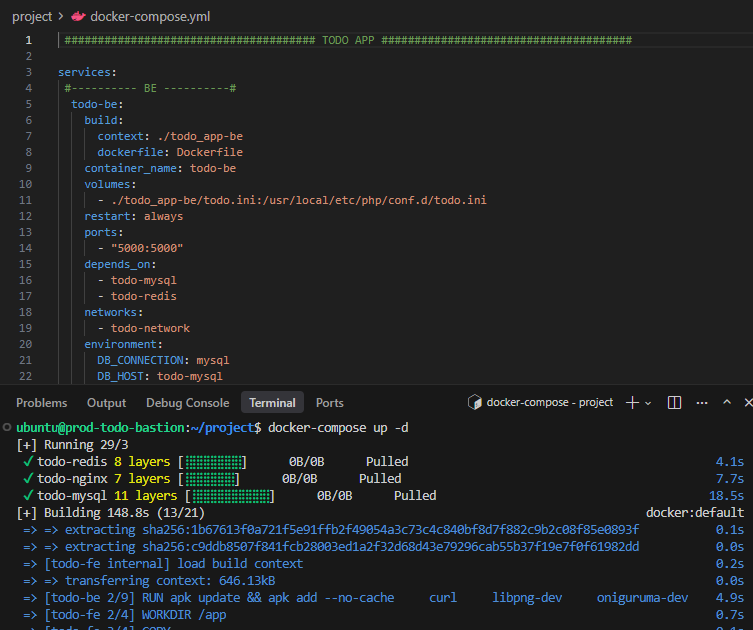 project > docker-compose.yml
1 ###################################### TODO APP ######################################
2
3 services:
4 #---------- BE ----------#
5 todo-be:
6 build:
7 context: ./todo_app-be
8 dockerfile: Dockerfile
9 container_name: todo-be
10 volumes:
11 - ./todo_app-be/todo.ini:/usr/local/etc/php/conf.d/todo.ini
12 restart: always
13 ports:
14 - "5000:5000"
15 depends_on:
16 - todo-mysql
17 - todo-redis
18 networks:
19 - todo-network
20 environment:
21 DB_CONNECTION: mysql
22 DB_HOST: todo-mysql
Problems Output Debug Console Terminal Ports docker-compose - project
ubuntu@prod-todo-bastion:~/project$ docker-compose up -d
[+] Running 29/3
✓ todo-redis 8 layers [⣿⣿⣿⣿⣿⣿⣿⣿] 0B/0B Pulled 4.1s
✓ todo-nginx 7 layers [⣿⣿⣿⣿⣿⣿⣿] 0B/0B Pulled 7.7s
✓ todo-mysql 11 layers [⣿⣿⣿⣿⣿⣿⣿⣿⣿⣿⣿] 0B/0B Pulled 18.5s
[+] Building 148.8s (13/21) docker:default
=> => extracting sha256:1b67613f0a721f5e91ffb2f49054a3c73c4c840bf8d7f882c9b2c08f85e0893f 0.1s
=> => extracting sha256:c9ddb8507f841fcb28003ed1a2f32d68d43e79296cab55b37f19e7f0f61982dd 0.0s
=> [todo-fe internal] load build context 0.2s
=> => transferring context: 646.13kB 0.0s
=> [todo-be 2/9] RUN apk update && apk add --no-cache curl libpng-dev oniguruma-dev 4.9s
=> [todo-fe 2/4] WORKDIR /app 0.7s